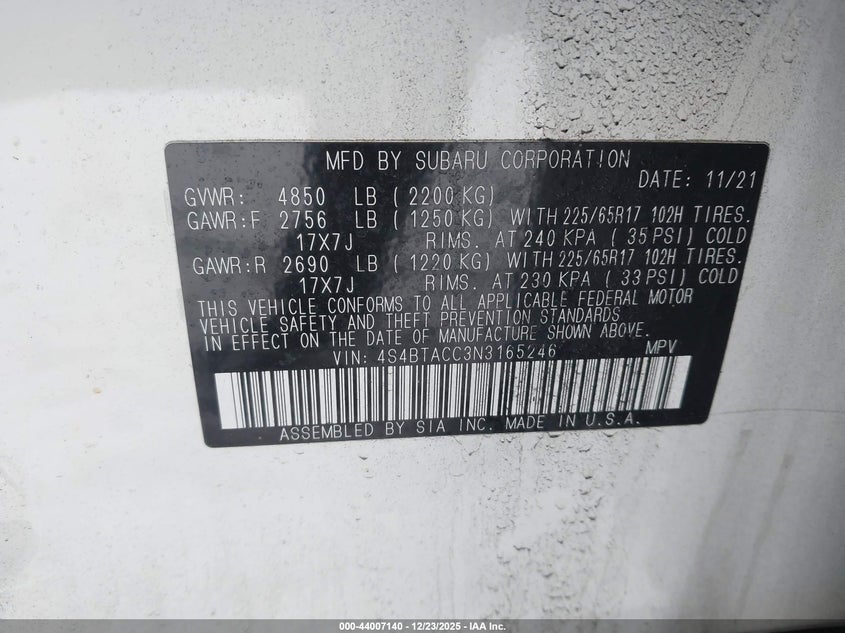 MFD BY SUBARU CORPORATION
DATE: 11/21
GVWR: 4850 LB ( 2200 KG)
GAWR:F 2756 LB ( 1250 KG) WITH 225/65R17 102H TIRES.
17X7J RIMS. AT 240 KPA ( 35 PSI) COLD
GAWR:R 2690 LB ( 1220 KG) WITH 225/65R17 102H TIRES.
17X7J RIMS. AT 230 KPA ( 33 PSI) COLD
THIS VEHICLE CONFORMS TO ALL APPLICABLE FEDERAL MOTOR
VEHICLE SAFETY AND THEFT PREVENTION STANDARDS
IN EFFECT ON THE DATE OF MANUFACTURE SHOWN ABOVE.
VIN: 4S4BTACC3N3165246 MPV
ASSEMBLED BY SIA INC. MADE IN U.S.A.
000-44007140 - 12/23/2025 - IAA Inc.